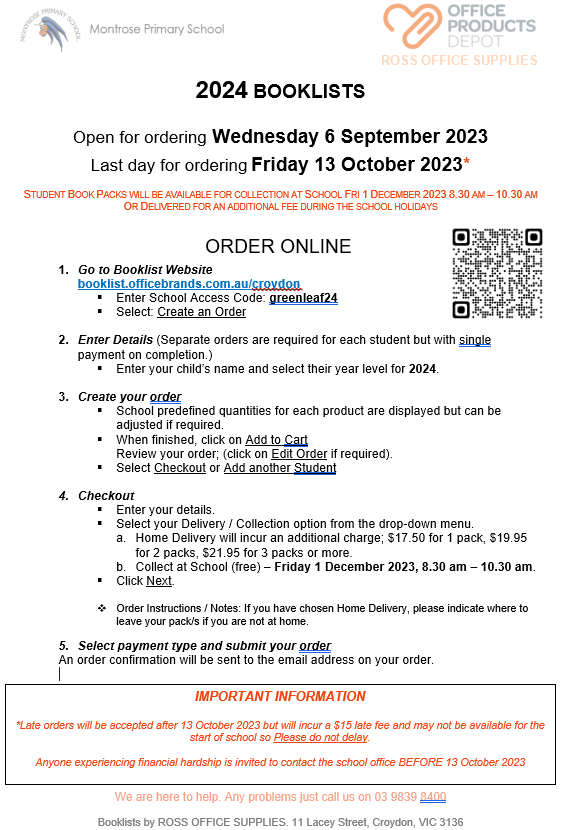 MONTROSE PRIMARY SCHOOL
Montrose Primary School
OFFICE
PRODUCTS
DEPOT
ROSS OFFICE SUPPLIES
2024 BOOKLISTS
Open for ordering Wednesday 6 September 2023
Last day for ordering Friday 13 October 2023*
STUDENT BOOK PACKS WILL BE AVAILABLE FOR COLLECTION AT SCHOOL FRI 1 DECEMBER 2023 8.30 AM – 10.30 AM
OR DELIVERED FOR AN ADDITIONAL FEE DURING THE SCHOOL HOLIDAYS
ORDER ONLINE
1. Go to Booklist Website
booklist.officebrands.com.au/croydon
▪ Enter School Access Code: greenleaf24
▪ Select: Create an Order
2. Enter Details (Separate orders are required for each student but with single
payment on completion.)
▪ Enter your child's name and select their year level for 2024.
3. Create your order
▪ School predefined quantities for each product are displayed but can be
adjusted if required.
▪ When finished, click on Add to Cart
Review your order; (click on Edit Order if required).
▪ Select Checkout or Add another Student
4. Checkout
▪ Enter your details.
▪ Select your Delivery / Collection option from the drop-down menu.
a. Home Delivery will incur an additional charge; $17.50 for 1 pack, $19.95
for 2 packs, $21.95 for 3 packs or more.
b. Collect at School (free) – Friday 1 December 2023, 8.30 am – 10.30 am.
▪ Click Next.
❖ Order Instructions / Notes: If you have chosen Home Delivery, please indicate where to
leave your pack/s if you are not at home.
5. Select payment type and submit your order
An order confirmation will be sent to the email address on your order.
IMPORTANT INFORMATION
*Late orders will be accepted after 13 October 2023 but will incur a $15 late fee and may not be available for the
start of school so Please do not delay.
Anyone experiencing financial hardship is invited to contact the school office BEFORE 13 October 2023
We are here to help. Any problems just call us on 03 9839 8400
Booklists by ROSS OFFICE SUPPLIES. 11 Lacey Street, Croydon, VIC 3136